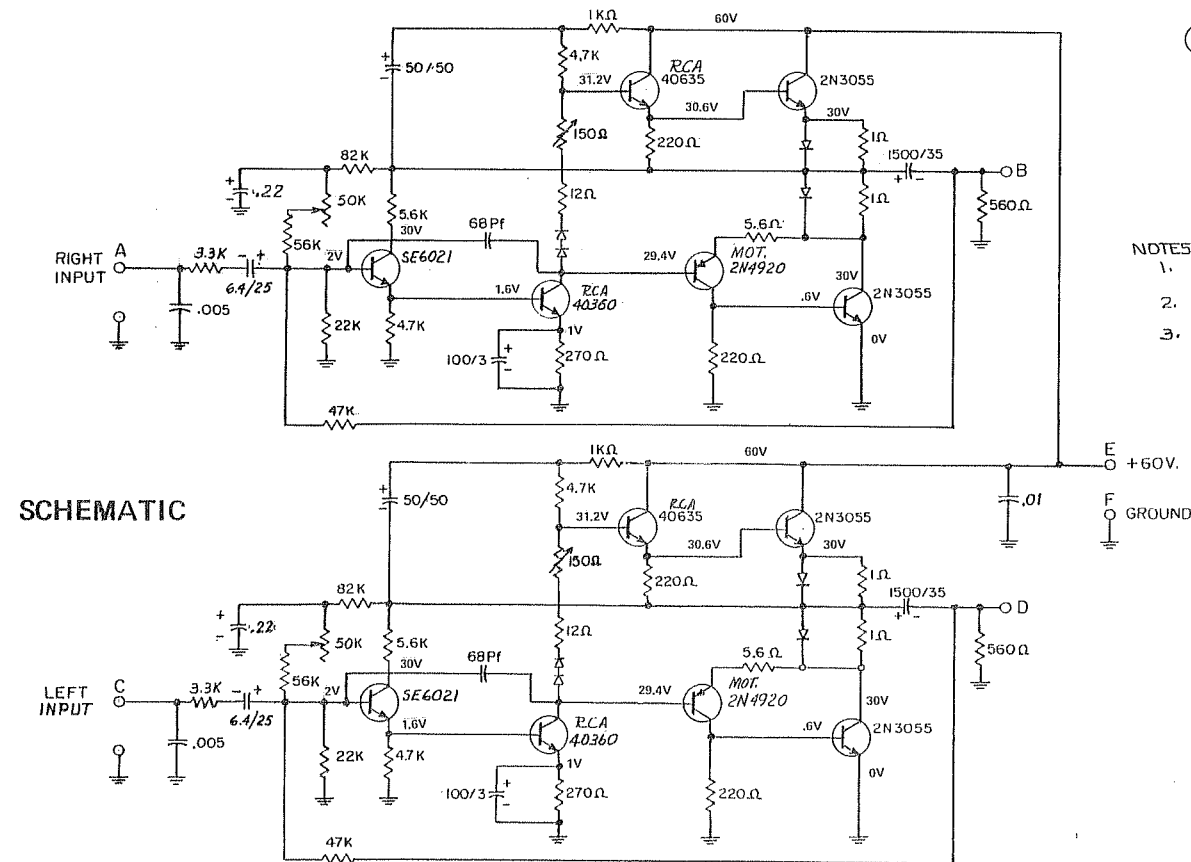 1KΩ
60V
4.7K
RCA
40635
2N3055
50/50
31.2V
30.6V
30V
150Ω
220Ω
1Ω
82K
1500/35
B
.22
50K
12Ω
1Ω
560Ω
5.6K
68Pf
5.6Ω
56K
30V
RIGHT
INPUT
A
3.3K
6.4/25
2V
SE6021
29.4V
MOT.
2N4920
30V
2N3055
1.6V
RCA
40360
.6V
.005
22K
4.7K
1V
0V
100/3
270Ω
220Ω
47K
NOTES
1.
2.
3.
1KΩ
60V
E
+60V.
SCHEMATIC
4.7K
RCA
40635
2N3055
50/50
31.2V
30.6V
30V
.01
F
GROUND
150Ω
220Ω
1Ω
82K
1500/35
D
.22
50K
12Ω
1Ω
560Ω
5.6K
68Pf
5.6Ω
56K
30V
LEFT
INPUT
C
3.3K
6.4/25
2V
SE6021
29.4V
MOT.
2N4920
30V
2N3055
1.6V
RCA
40360
.6V
.005
22K
4.7K
1V
0V
100/3
270Ω
220Ω
47K